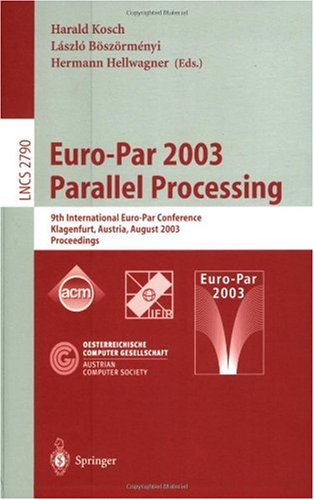 Harald Kosch
László Böszörményi
Hermann Hellwagner (Eds.)
LNCS 2790
Euro-Par 2003
Parallel Processing
9th International Euro-Par Conference
Klagenfurt, Austria, August 2003
Proceedings
acm
IFIP
Euro-Par
2003
OESTERREICHISCHE
COMPUTER GESELLSCHAFT
AUSTRIAN
COMPUTER SOCIETY
Springer